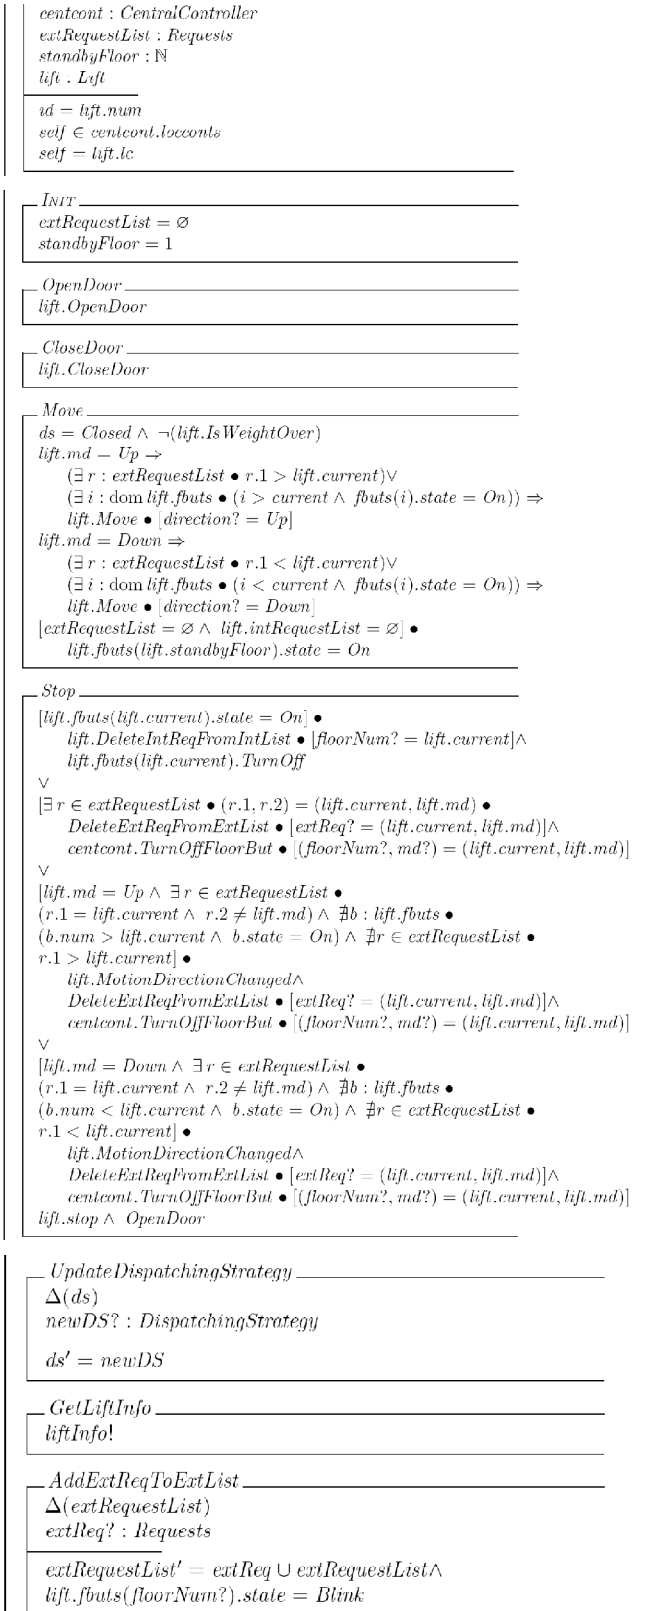 centcont : CentralController
extRequestList : Requests
standbyFloor : ℕ
lift : Lift
id = lift.num
self ∈ centcont.locconts
self = lift.lc
INIT
extRequestList = ∅
standbyFloor = 1
OpenDoor
lift.OpenDoor
CloseDoor
lift.CloseDoor
Move
ds = Closed ∧ ¬(lift.IsWeightOver)
lift.md = Up ⇒
(∃ r : extRequestList • r.1 > lift.current)∨
(∃ i : dom lift.fbuts • (i > current ∧ fbuts(i).state = On)) ⇒
lift.Move • [direction? = Up]
lift.md = Down ⇒
(∃ r : extRequestList • r.1 < lift.current)∨
(∃ i : dom lift.fbuts • (i < current ∧ fbuts(i).state = On)) ⇒
lift.Move • [direction? = Down]
[extRequestList = ∅ ∧ lift.intRequestList = ∅] •
lift.fbuts(lift.standbyFloor).state = On
Stop
[lift.fbuts(lift.current).state = On] •
lift.DeleteIntReqFromIntList • [floorNum? = lift.current]∧
lift.fbuts(lift.current).TurnOff
∨
[∃ r ∈ extRequestList • (r.1, r.2) = (lift.current, lift.md) •
DeleteExtReqFromExtList • [extReq? = (lift.current, lift.md)]∧
centcont.TurnOffFloorBut • [(floorNum?, md?) = (lift.current, lift.md)]
∨
[lift.md = Up ∧ ∃ r ∈ extRequestList •
(r.1 = lift.current ∧ r.2 ≠ lift.md) ∧ ∄b : lift.fbuts •
(b.num > lift.current ∧ b.state = On) ∧ ∄r ∈ extRequestList •
r.1 > lift.current] •
lift.MotionDirectionChanged∧
DeleteExtReqFromExtList • [extReq? = (lift.current, lift.md)]∧
centcont.TurnOffFloorBut • [(floorNum?, md?) = (lift.current, lift.md)]
∨
[lift.md = Down ∧ ∃ r ∈ extRequestList •
(r.1 = lift.current ∧ r.2 ≠ lift.md) ∧ ∄b : lift.fbuts •
(b.num < lift.current ∧ b.state = On) ∧ ∄r ∈ extRequestList •
r.1 < lift.current] •
lift.MotionDirectionChanged∧
DeleteExtReqFromExtList • [extReq? = (lift.current, lift.md)]∧
centcont.TurnOffFloorBut • [(floorNum?, md?) = (lift.current, lift.md)]
lift.stop ∧ OpenDoor
UpdateDispatchingStrategy
Δ(ds)
newDS? : DispatchingStrategy
ds′ = newDS
GetLiftInfo
liftInfo!
AddExtReqToExtList
Δ(extRequestList)
extReq? : Requests
extRequestList′ = extReq ∪ extRequestList∧
lift.fbuts(floorNum?).state = Blink